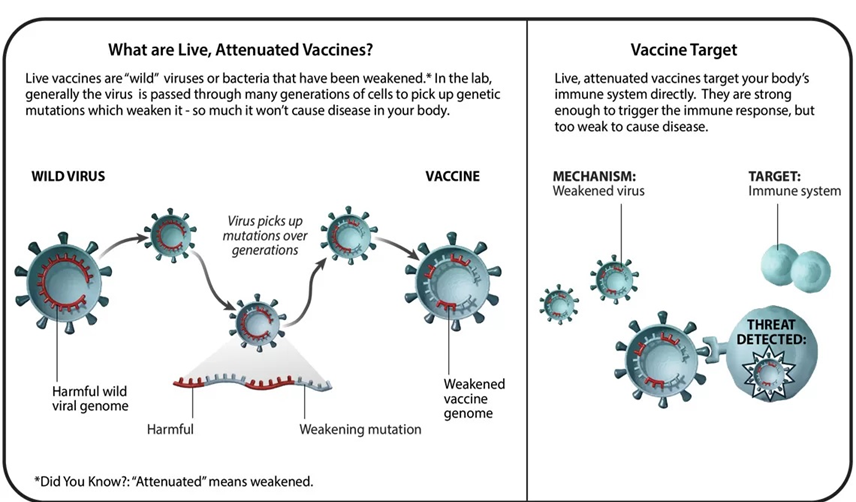 What are Live, Attenuated Vaccines?
Live vaccines are “wild” viruses or bacteria that have been weakened.* In the lab,
generally the virus is passed through many generations of cells to pick up genetic
mutations which weaken it - so much it won’t cause disease in your body.
WILD VIRUS
VACCINE
Virus picks up
mutations over
generations
Harmful wild
viral genome
Harmful
Weakening mutation
Weakened
vaccine
genome
*Did You Know?: “Attenuated” means weakened.
Vaccine Target
Live, attenuated vaccines target your body’s
immune system directly. They are strong
enough to trigger the immune response, but
too weak to cause disease.
MECHANISM:
Weakened virus
TARGET:
Immune system
THREAT
DETECTED: